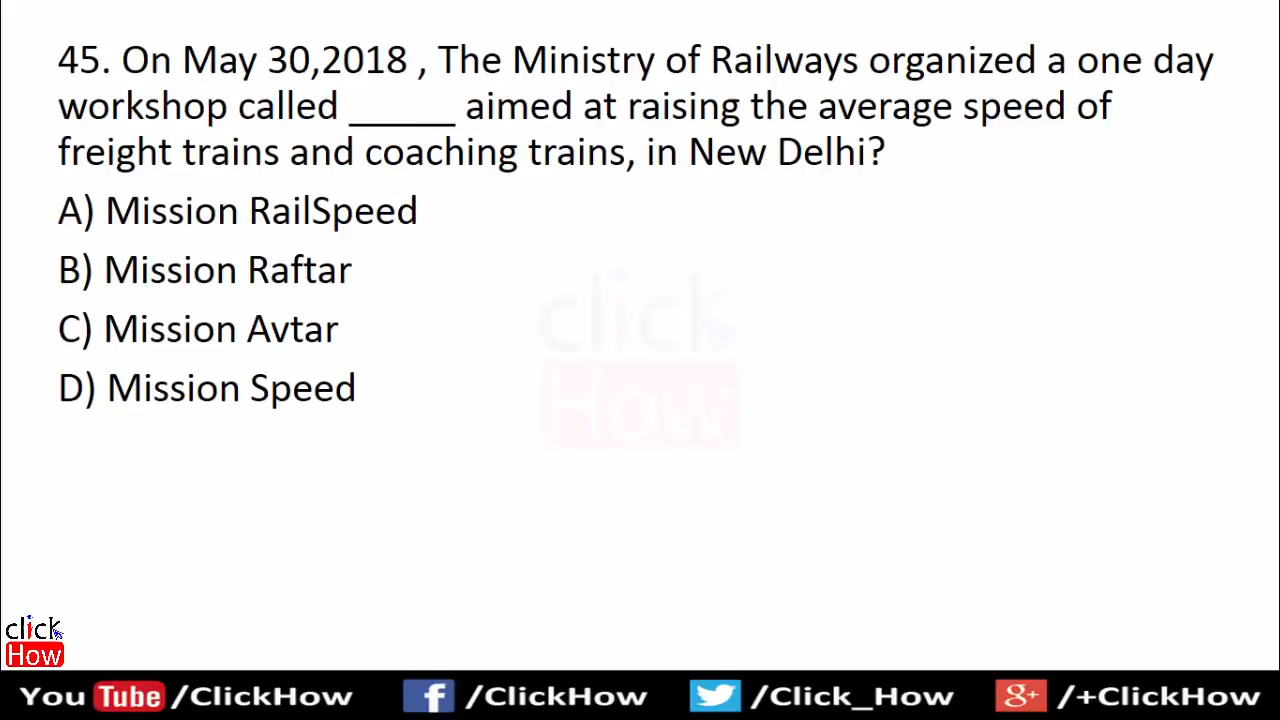 45. On May 30,2018 , The Ministry of Railways organized a one day
workshop called _____ aimed at raising the average speed of
freight trains and coaching trains, in New Delhi?
A) Mission RailSpeed
B) Mission Raftar
C) Mission Avtar
D) Mission Speed
click
How
click
How
You Tube /ClickHow f /ClickHow /Click_How g+ /+ClickHow